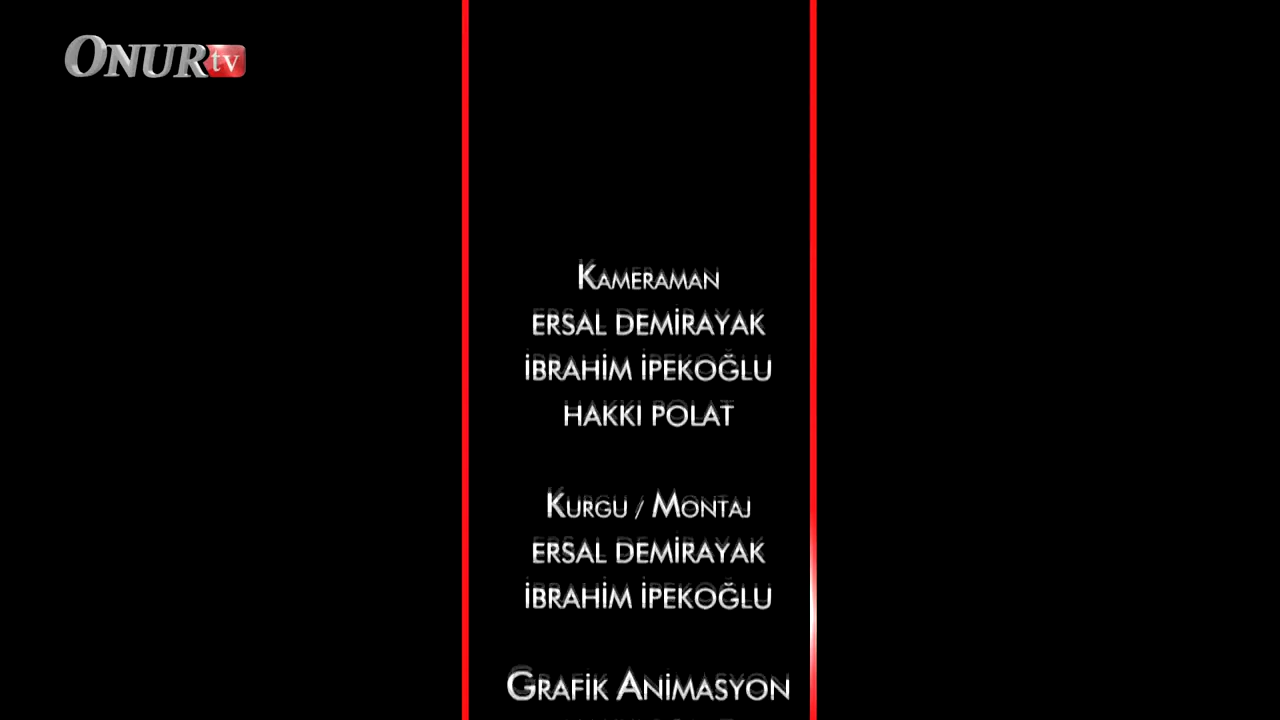 ONURtv
Kameraman
ERSAL DEMİRAYAK
İBRAHİM İPEKOĞLU
HAKKI POLAT
Kurgu / Montaj
ERSAL DEMİRAYAK
İBRAHİM İPEKOĞLU
Grafik Animasyon